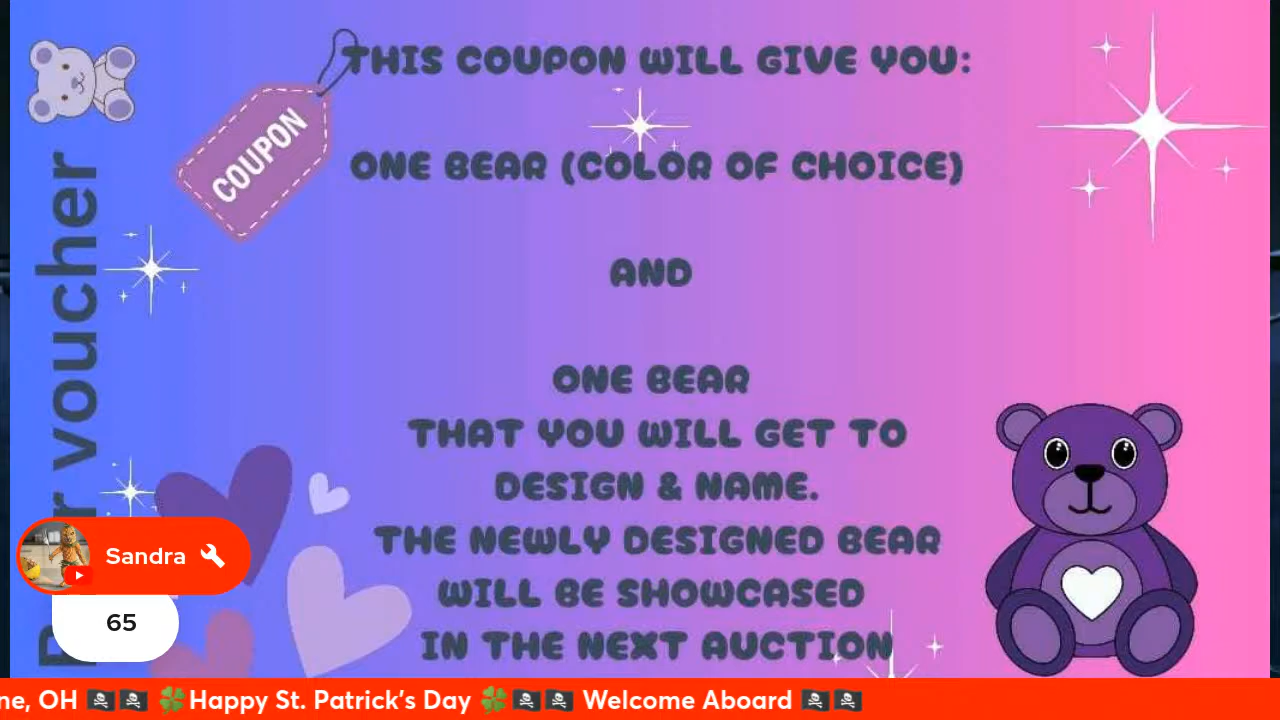 THIS COUPON WILL GIVE YOU:
COUPON
ONE BEAR (COLOR OF CHOICE)
AND
ONE BEAR
THAT YOU WILL GET TO
DESIGN & NAME.
THE NEWLY DESIGNED BEAR
WILL BE SHOWCASED
IN THE NEXT AUCTION
voucher
Sandra
65
ne, OH 🏴‍☠️🏴‍☠️ 🍀Happy St. Patrick's Day 🍀🏴‍☠️🏴‍☠️ Welcome Aboard 🏴‍☠️🏴‍☠️